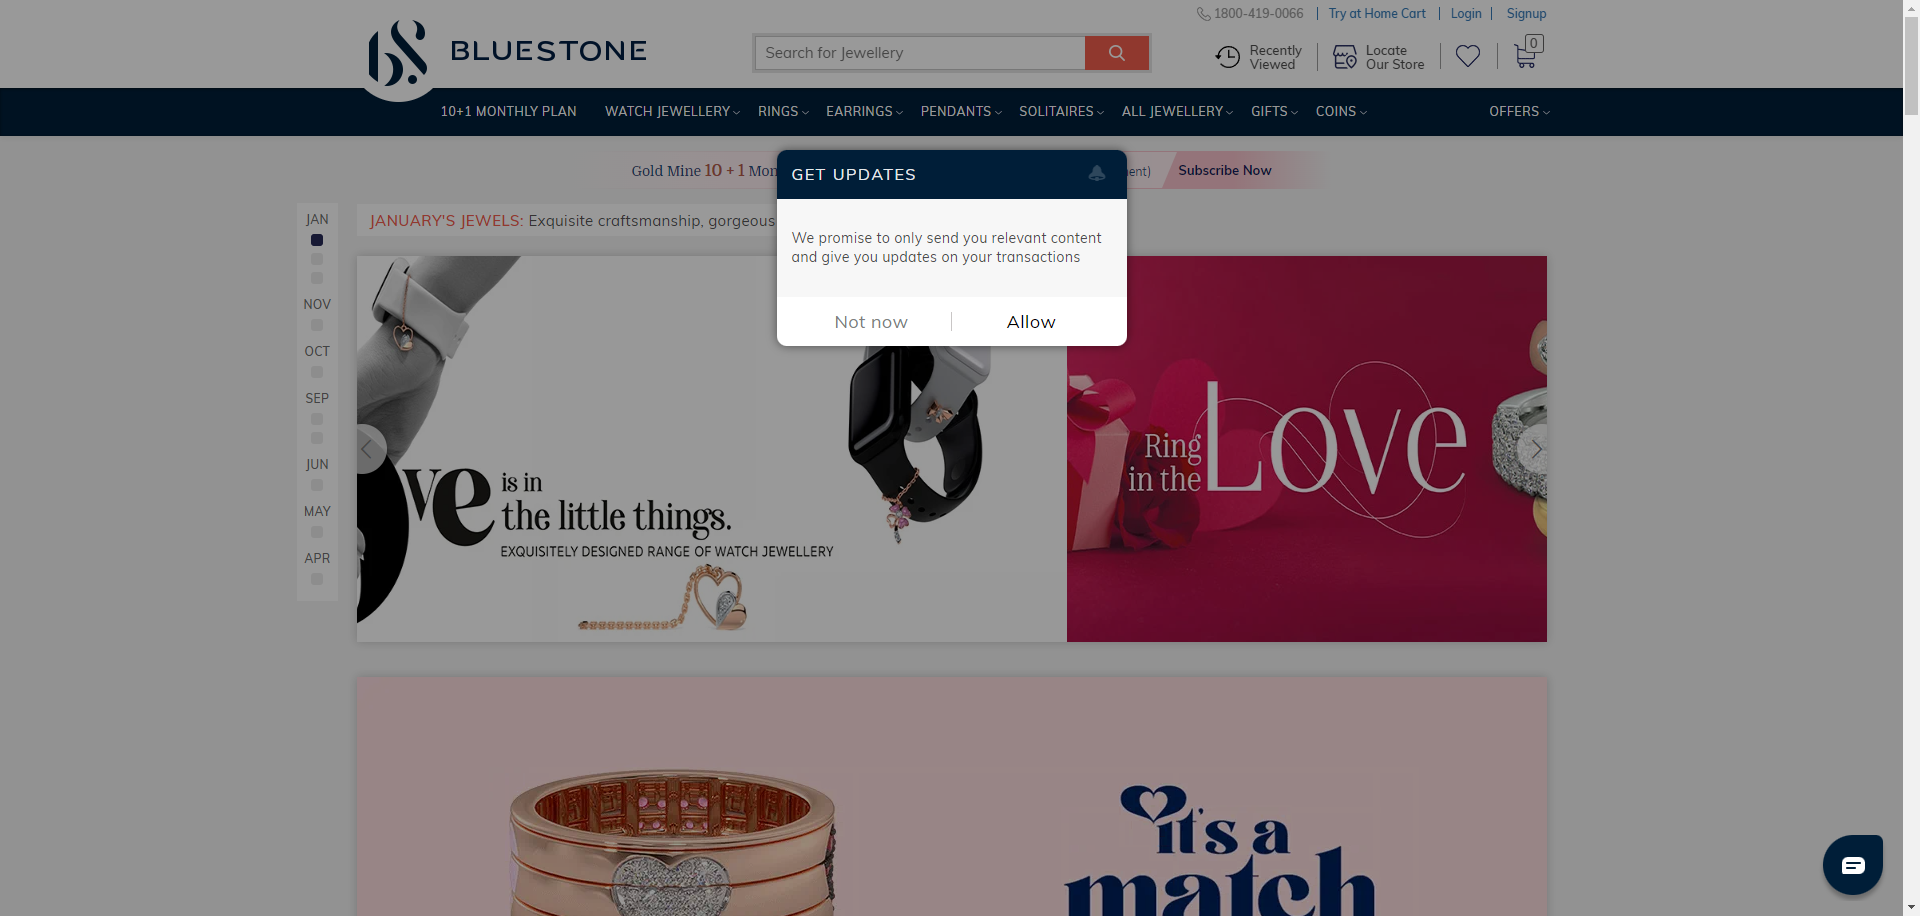 1800-419-0066 | Try at Home Cart | Login | Signup
BLUESTONE
Search for Jewellery
Recently Viewed
Locate Our Store
0
10+1 MONTHLY PLAN WATCH JEWELLERY RINGS EARRINGS PENDANTS SOLITAIRES ALL JEWELLERY GIFTS COINS OFFERS
Gold Mine 10 + 1 Mon
Subscribe Now
GET UPDATES
We promise to only send you relevant content
and give you updates on your transactions
Not now
Allow
JAN
NOV
OCT
SEP
JUN
MAY
APR
JANUARY'S JEWELS: Exquisite craftsmanship, gorgeous
ve is in
the little things.
EXQUISITELY DESIGNED RANGE OF WATCH JEWELLERY
Ring
in the Love
it's a
match